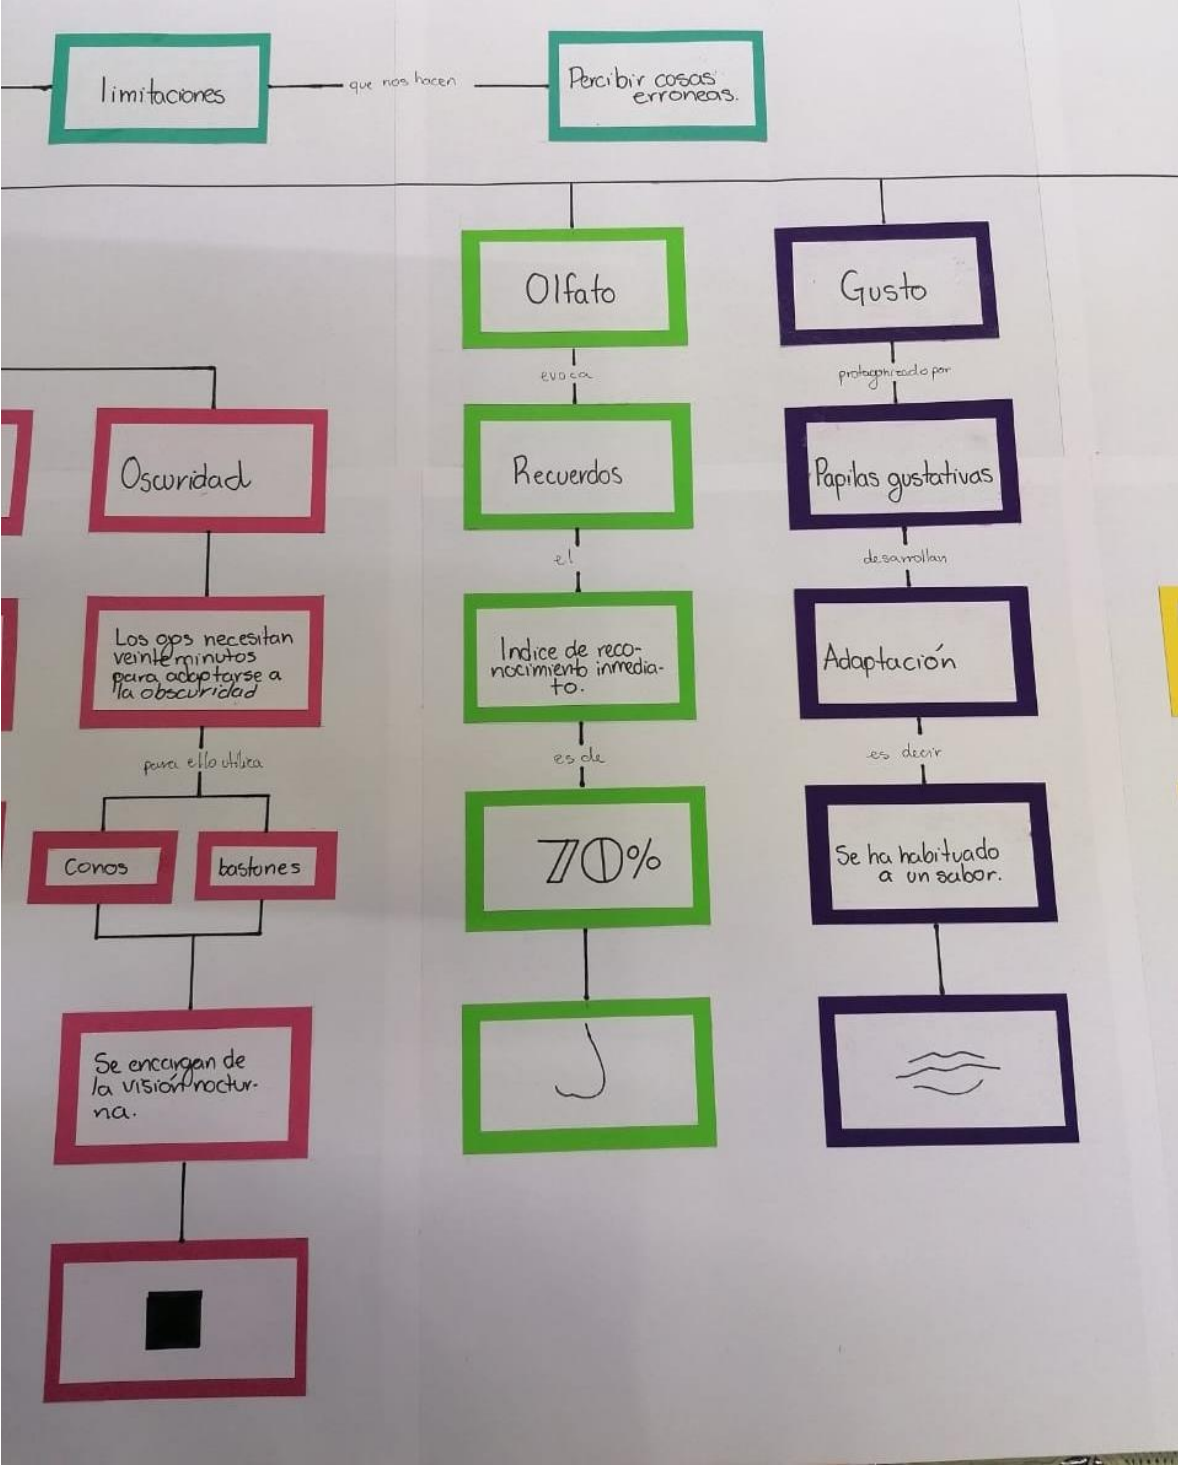 limitaciones
que nos hacen
Percibir cosas
erroneas.
Oscuridad
Los ojos necesitan
veinte minutos
para adaptarse a
la obscuridad
para ello utiliza
Conos
bastones
Se encargan de
la visión noctur-
na.
Olfato
evoca
Recuerdos
el
Indice de reco-
nocimiento inmedia-
to.
es de
70%
Gusto
protagonizado por
Papilas gustativas
desarrollan
Adaptación
es decir
Se ha habituado
a un sabor.